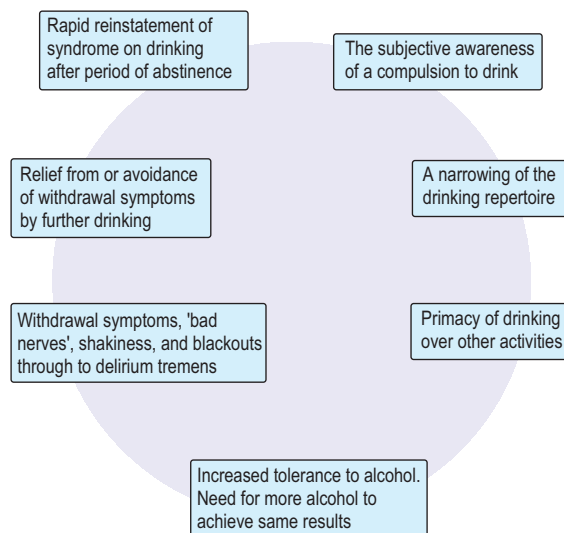 Rapid reinstatement of
syndrome on drinking
after period of abstinence
The subjective awareness
of a compulsion to drink
Relief from or avoidance
of withdrawal symptoms
by further drinking
A narrowing of the
drinking repertoire
Withdrawal symptoms, 'bad
nerves', shakiness, and blackouts
through to delirium tremens
Primacy of drinking
over other activities
Increased tolerance to alcohol.
Need for more alcohol to
achieve same results